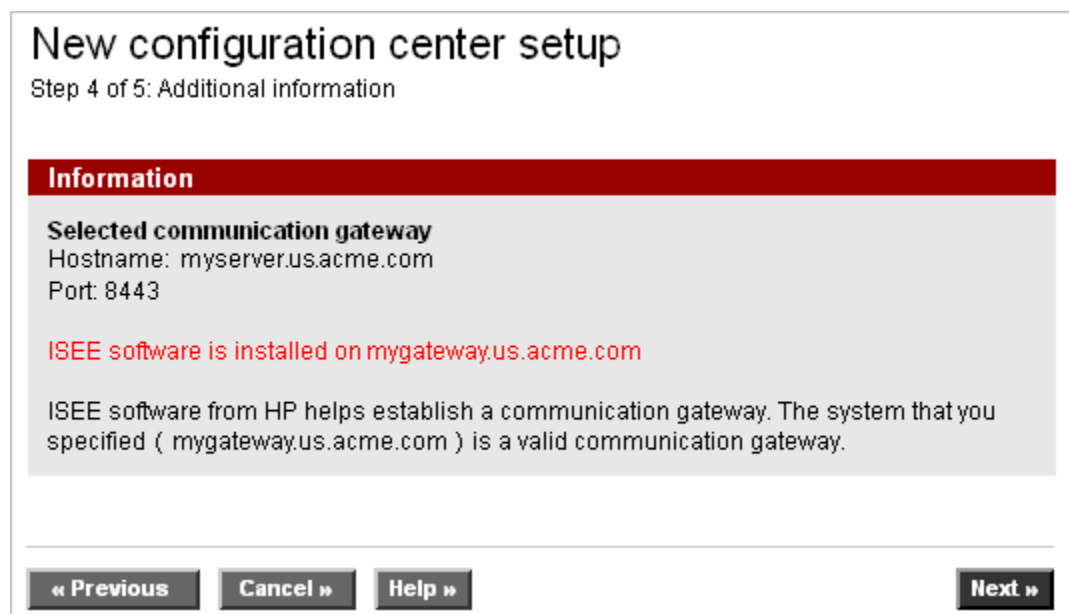 New configuration center setup
Step 4 of 5: Additional information
Information
Selected communication gateway
Hostname: myserver.us.acme.com
Port: 8443
ISEE software is installed on mygateway.us.acme.com
ISEE software from HP helps establish a communication gateway. The system that you
specified ( mygateway.us.acme.com ) is a valid communication gateway.
« Previous Cancel » Help » Next »